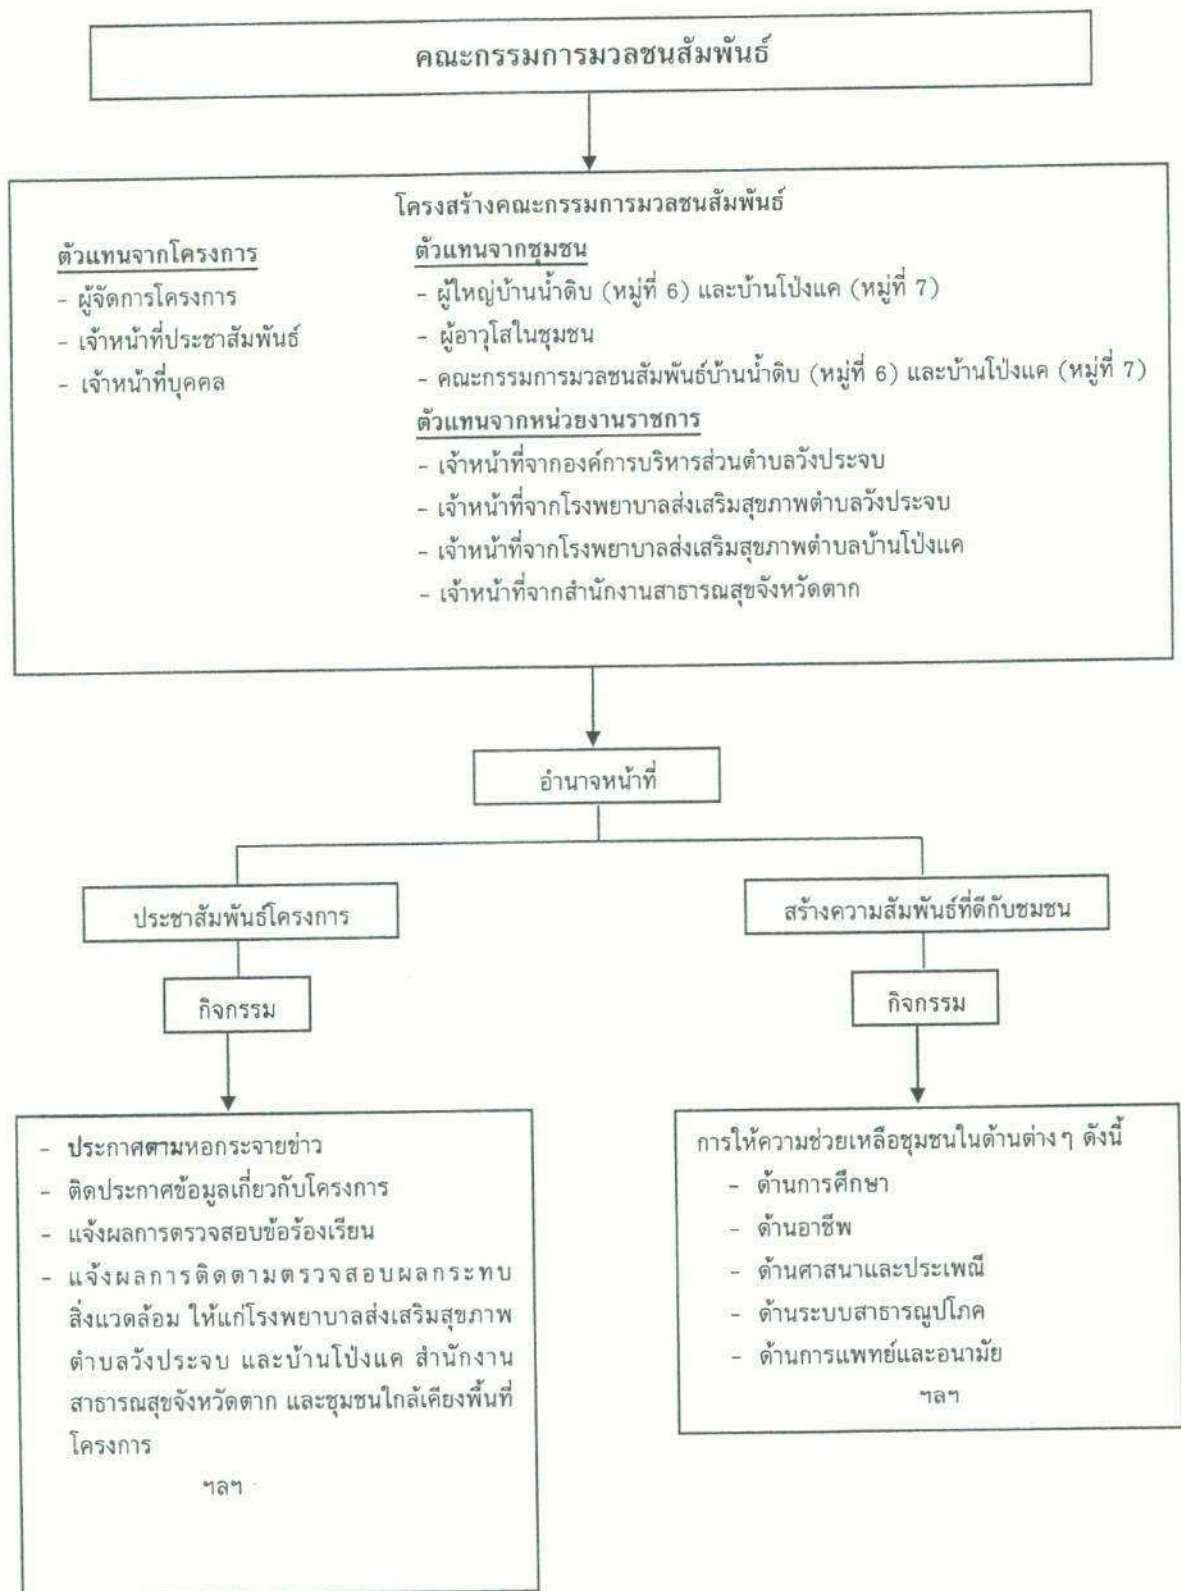 คณะกรรมการมวลชนสัมพันธ์
โครงสร้างคณะกรรมการมวลชนสัมพันธ์
ตัวแทนจากโครงการ
- ผู้จัดการโครงการ
- เจ้าหน้าที่ประชาสัมพันธ์
- เจ้าหน้าที่บุคคล
ตัวแทนจากชุมชน
- ผู้ใหญ่บ้านน้ำดิบ (หมู่ที่ 6) และบ้านโป่งแค (หมู่ที่ 7)
- ผู้อาวุโสในชุมชน
- คณะกรรมการมวลชนสัมพันธ์บ้านน้ำดิบ (หมู่ที่ 6) และบ้านโป่งแค (หมู่ที่ 7)
ตัวแทนจากหน่วยงานราชการ
- เจ้าหน้าที่จากองค์การบริหารส่วนตำบลวังประจบ
- เจ้าหน้าที่จากโรงพยาบาลส่งเสริมสุขภาพตำบลวังประจบ
- เจ้าหน้าที่จากโรงพยาบาลส่งเสริมสุขภาพตำบลบ้านโป่งแค
- เจ้าหน้าที่จากสำนักงานสาธารณสุขจังหวัดตาก
อำนาจหน้าที่
ประชาสัมพันธ์โครงการ
กิจกรรม
- ประกาศตามหอกระจายข่าว
- ติดประกาศข้อมูลเกี่ยวกับโครงการ
- แจ้งผลการตรวจสอบข้อร้องเรียน
- แจ้งผลการติดตามตรวจสอบผลกระทบ
สิ่งแวดล้อม ให้แก่โรงพยาบาลส่งเสริมสุขภาพ
ตำบลวังประจบ และบ้านโป่งแค สำนักงาน
สาธารณสุขจังหวัดตาก และชุมชนใกล้เคียงพื้นที่
โครงการ
ฯลฯ
สร้างความสัมพันธ์ที่ดีกับชมชน
กิจกรรม
การให้ความช่วยเหลือชุมชนในด้านต่างๆ ดังนี้
- ด้านการศึกษา
- ด้านอาชีพ
- ด้านศาสนาและประเพณี
- ด้านระบบสาธารณูปโภค
- ด้านการแพทย์และอนามัย
ฯลฯ